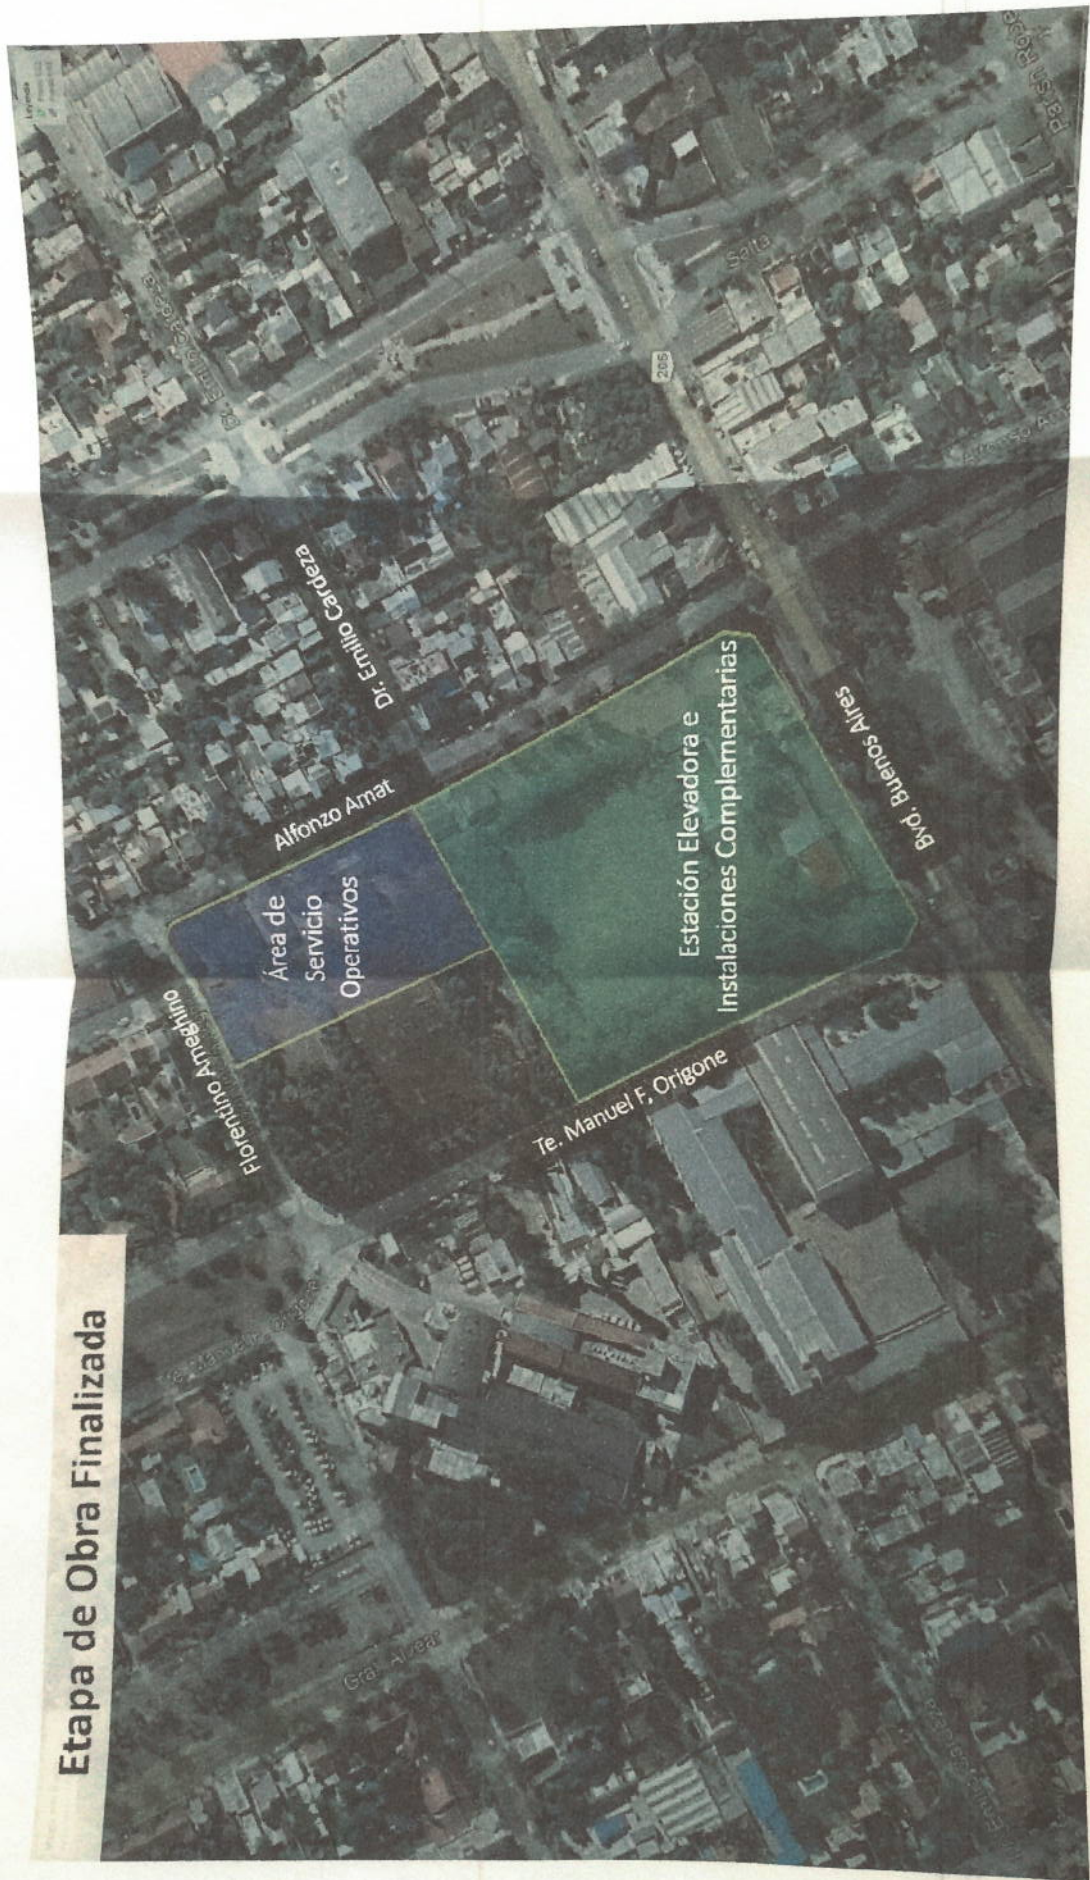 Etapa de Obra Finalizada
Leyenda
Florentino Ameghino
Alfonzo Amat
Dr. Emilio Cardeza
Área de
Servicio
Operativos
Te. Manuel F, Origone
Estación Elevadora e
Instalaciones Complementarias
Bvd. Buenos Aires
205
Salta
Gral Alvear